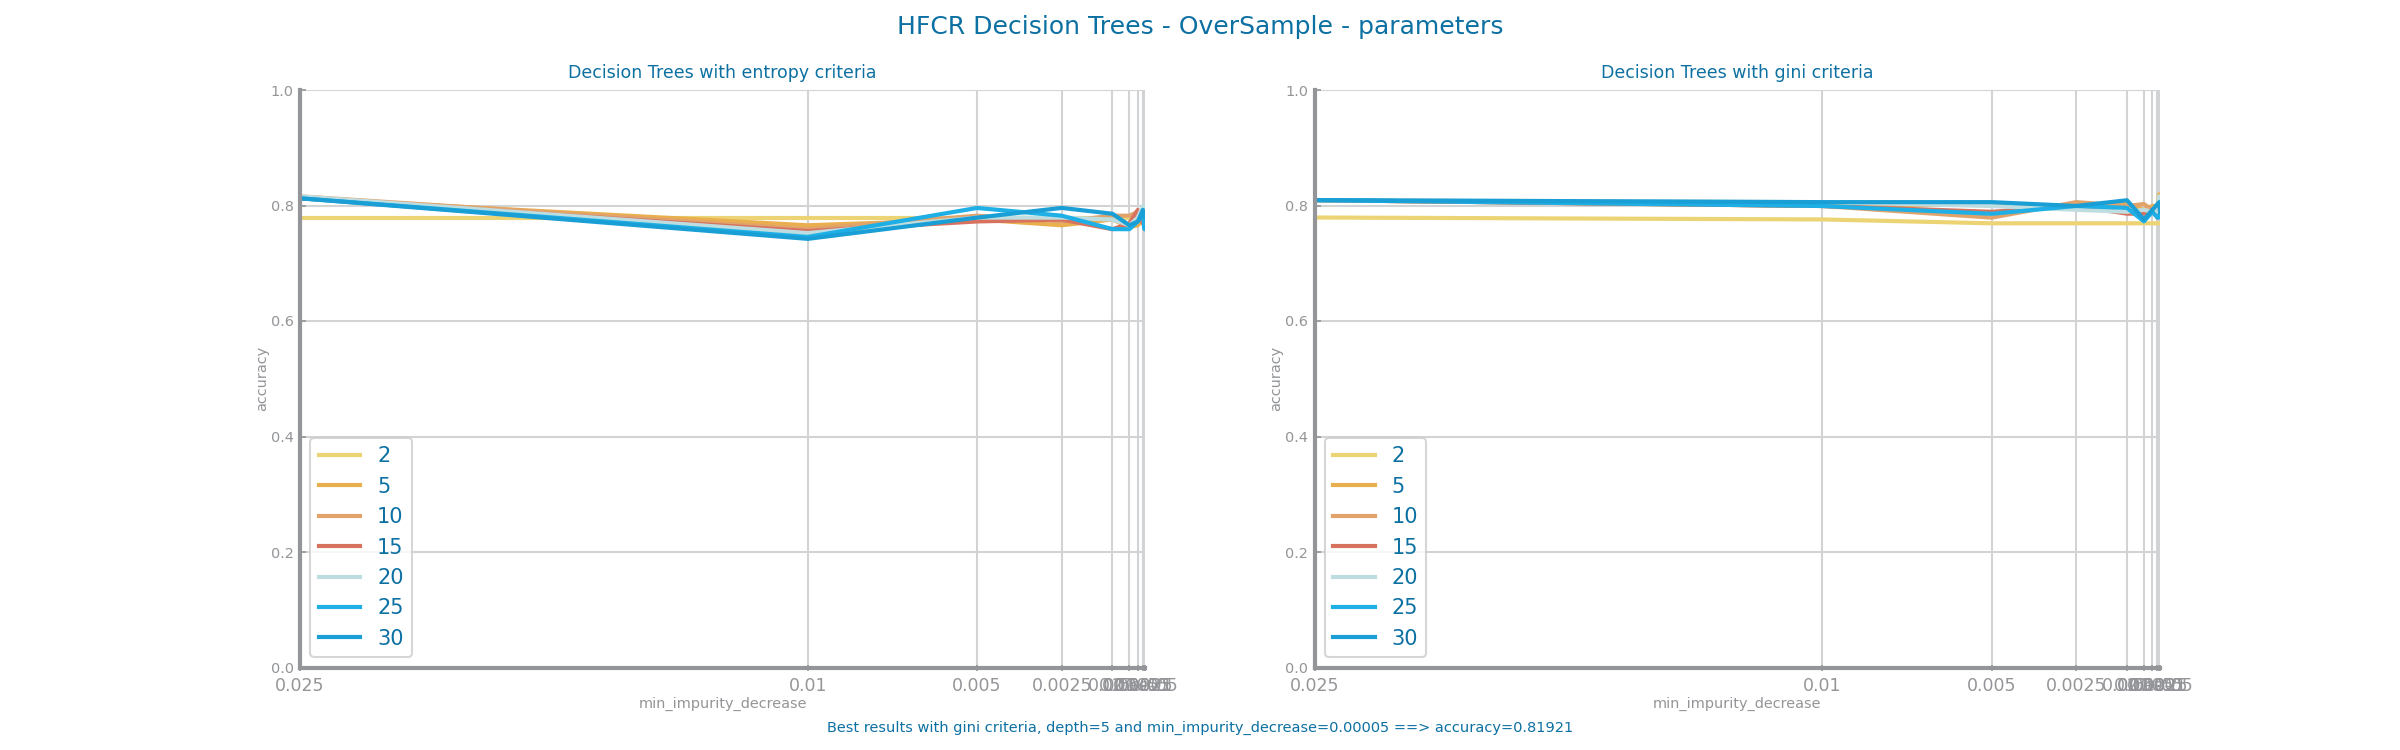 HFCR Decision Trees - OverSample - parameters
Decision Trees with entropy criteria
1.0
0.8
0.6
0.4
0.2
0.0
accuracy
2
5
10
15
20
25
30
0.025 0.01 0.005 0.0025
min_impurity_decrease
Decision Trees with gini criteria
1.0
0.8
0.6
0.4
0.2
0.0
accuracy
2
5
10
15
20
25
30
0.025 0.01 0.005 0.0025
min_impurity_decrease
Best results with gini criteria, depth=5 and min_impurity_decrease=0.00005 ==> accuracy=0.81921